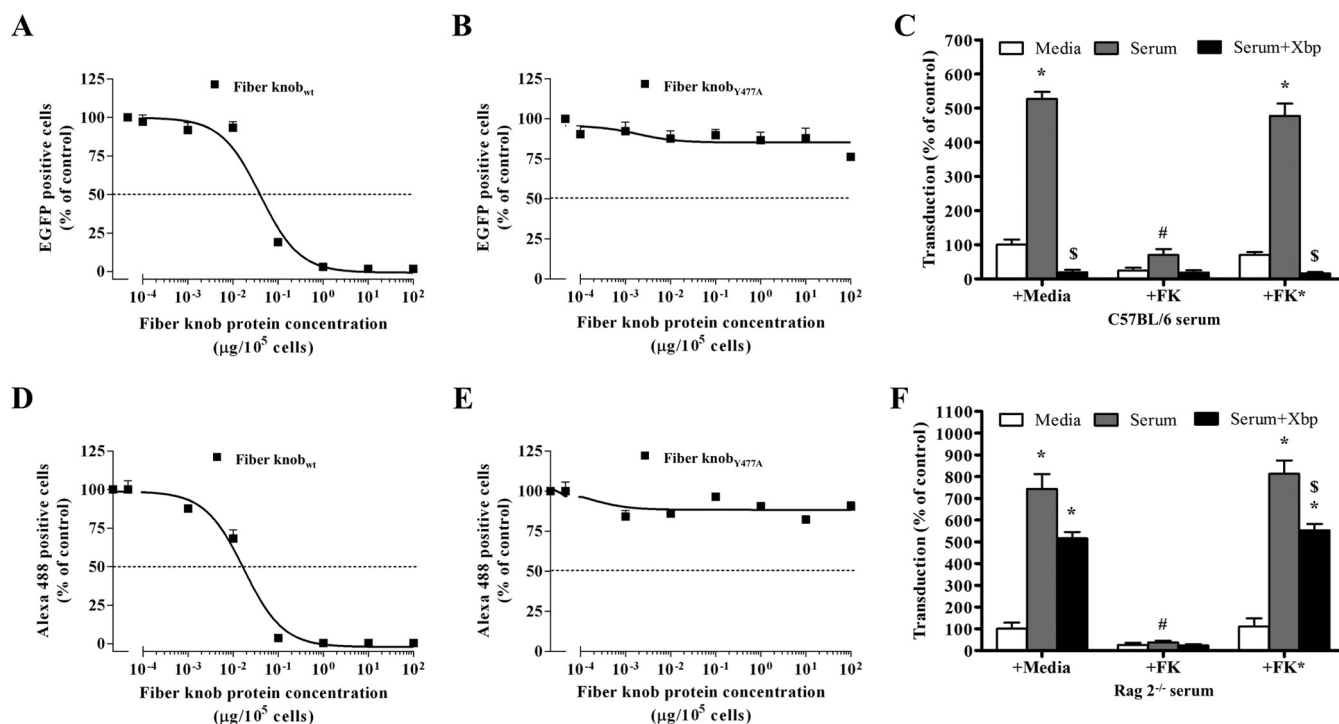 A
Fiber knobwt
EGFP positive cells
(% of control)
125
100
75
50
25
0
10-4 10-3 10-2 10-1 100 101 102
Fiber knob protein concentration
(μg/105 cells)
B
Fiber knobY477A
EGFP positive cells
(% of control)
125
100
75
50
25
0
10-4 10-3 10-2 10-1 100 101 102
Fiber knob protein concentration
(μg/105 cells)
C
Media Serum Serum+Xbp
Transduction (% of control)
700
600
500
400
300
200
100
0
* $ # * $
+Media +FK +FK*
C57BL/6 serum
D
Fiber knobwt
Alexa 488 positive cells
(% of control)
125
100
75
50
25
0
10-4 10-3 10-2 10-1 100 101 102
Fiber knob protein concentration
(μg/105 cells)
E
Fiber knobY477A
Alexa 488 positive cells
(% of control)
125
100
75
50
25
0
10-4 10-3 10-2 10-1 100 101 102
Fiber knob protein concentration
(μg/105 cells)
F
Media Serum Serum+Xbp
Transduction (% of control)
1100
1000
900
800
700
600
500
400
300
200
100
0
* * # * $ *
+Media +FK +FK*
Rag 2-/- serum